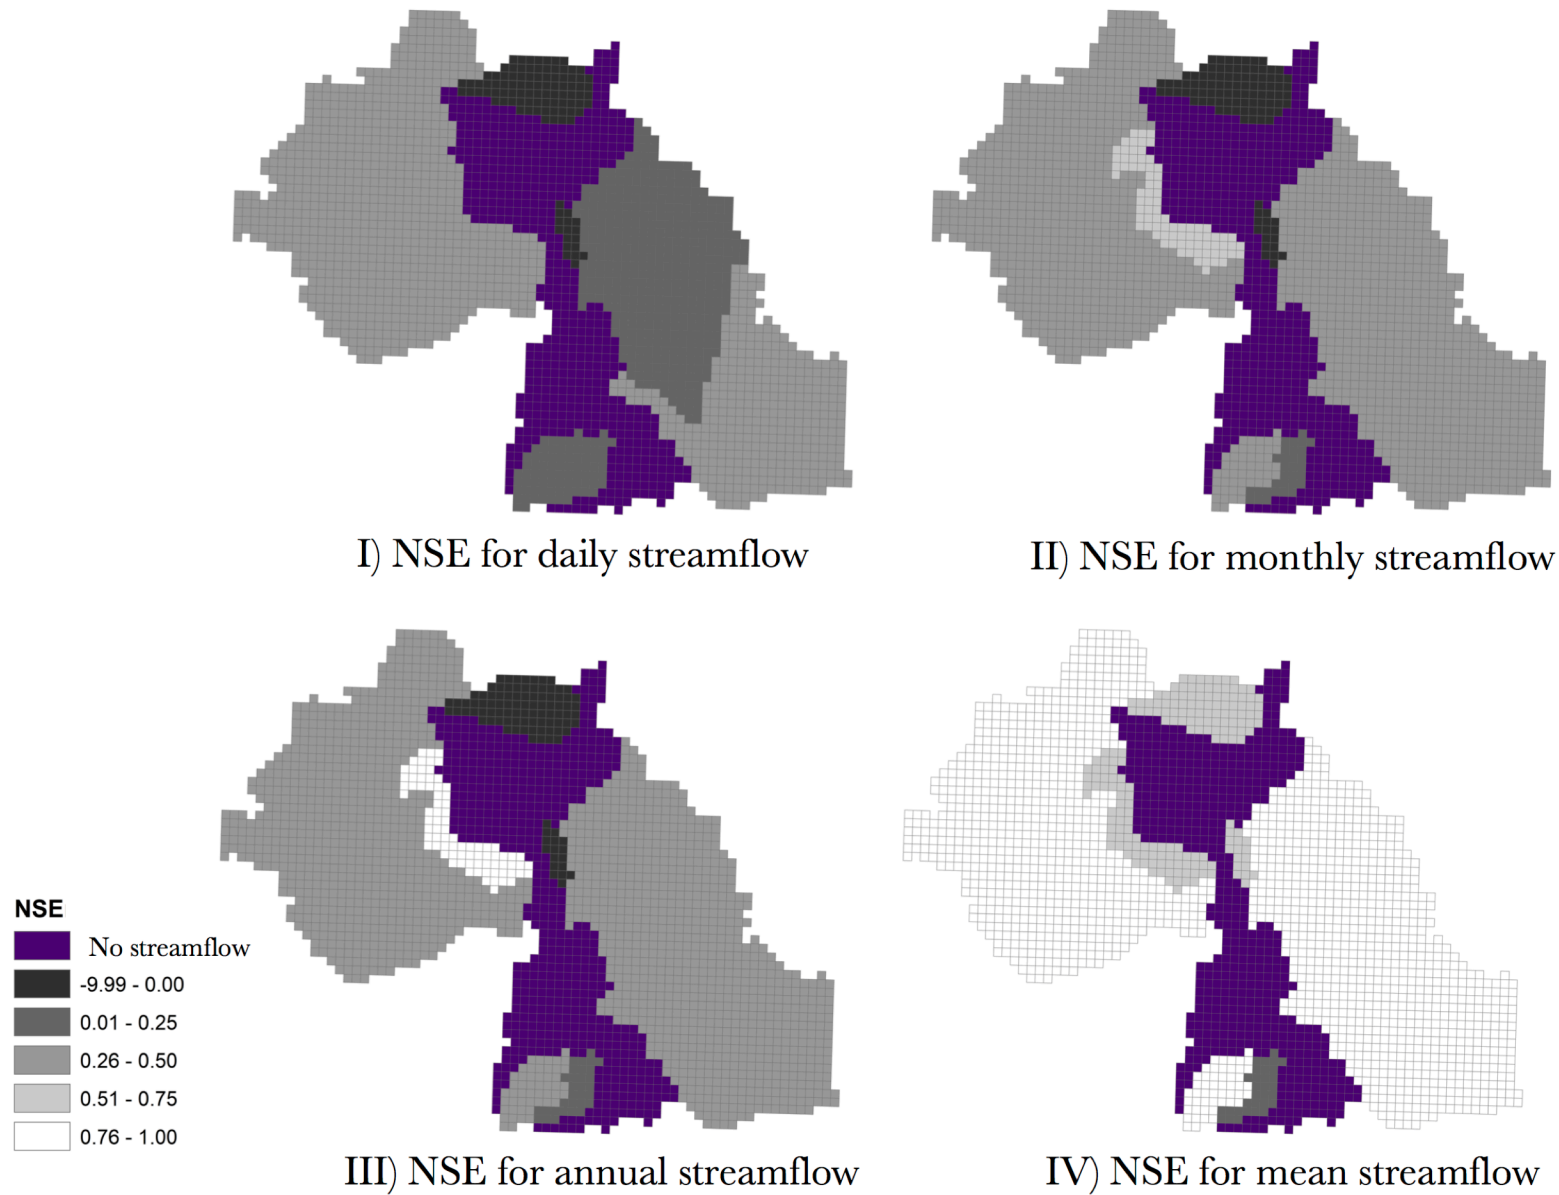 I) NSE for daily streamflow
II) NSE for monthly streamflow
NSE
No streamflow
-9.99 - 0.00
0.01 - 0.25
0.26 - 0.50
0.51 - 0.75
0.76 - 1.00
III) NSE for annual streamflow
IV) NSE for mean streamflow